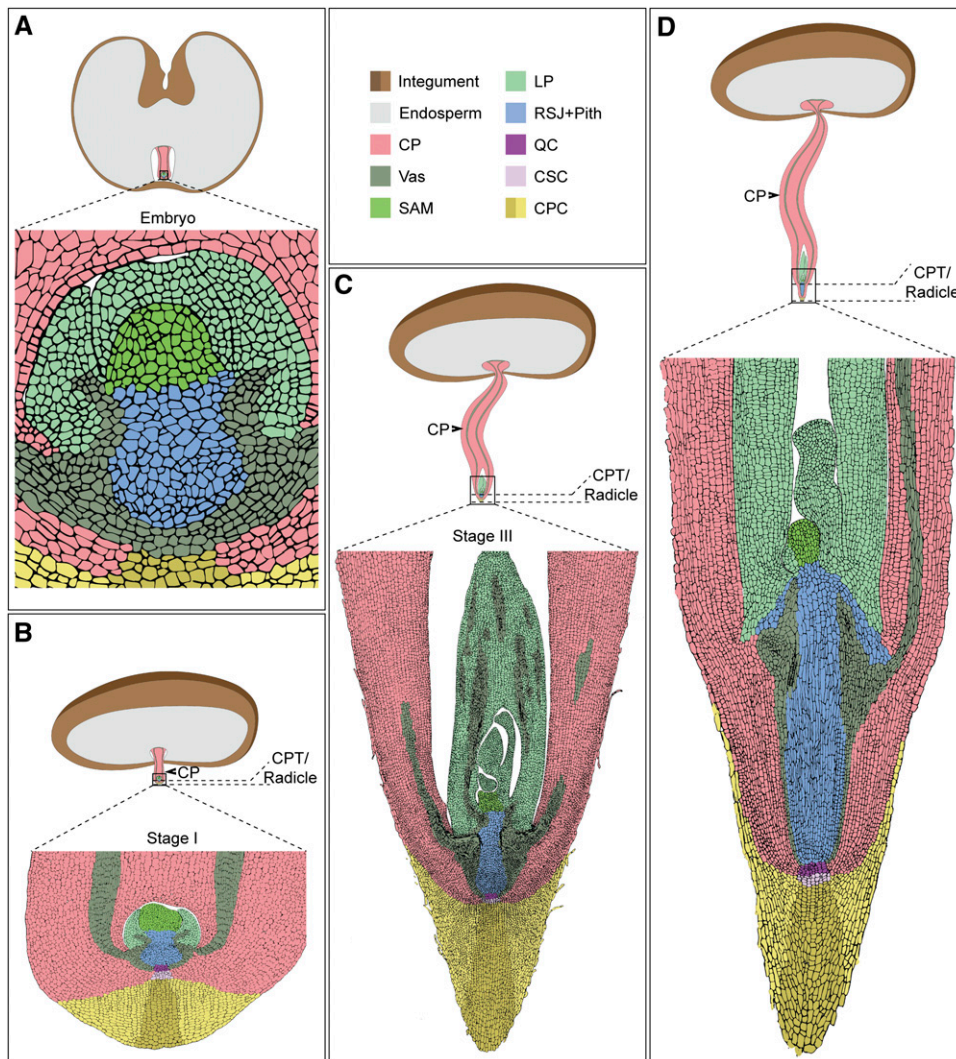 A
Embryo
B
CP
CPT/
Radicle
Stage I
Integument
Endosperm
CP
Vas
SAM
LP
RSJ+Pith
QC
CSC
CPC
C
CP
CPT/
Radicle
Stage III
D
CP
CPT/
Radicle